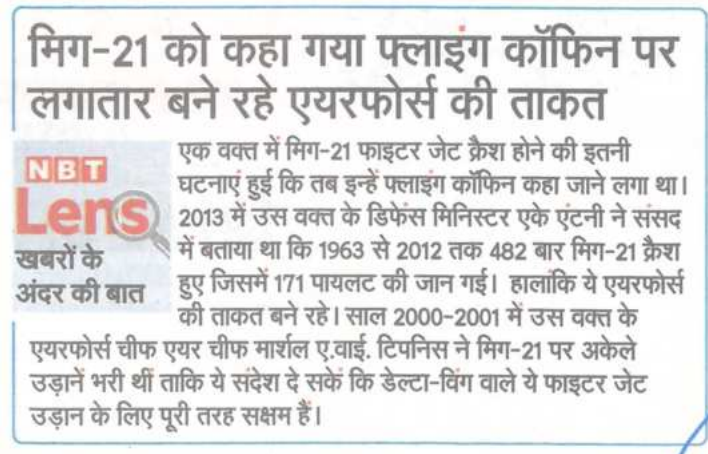 मिग-21 को कहा गया फ्लाइंग कॉफिन पर
लगातार बने रहे एयरफोर्स की ताकत
NBT
Lens
खबरों के
अंदर की बात
एक वक्त में मिग-21 फाइटर जेट क्रैश होने की इतनी
घटनाएं हुई कि तब इन्हें फ्लाइंग कॉफिन कहा जाने लगा था।
2013 में उस वक्त के डिफेंस मिनिस्टर एके एंटनी ने संसद
में बताया था कि 1963 से 2012 तक 482 बार मिग-21 क्रैश
हुए जिसमें 171 पायलट की जान गई। हालांकि ये एयरफोर्स
की ताकत बने रहे। साल 2000-2001 में उस वक्त के
एयरफोर्स चीफ एयर चीफ मार्शल ए.वाई. टिपनिस ने मिग-21 पर अकेले
उड़ानें भरी थीं ताकि ये संदेश दे सकें कि डेल्टा-विंग वाले ये फाइटर जेट
उड़ान के लिए पूरी तरह सक्षम हैं।